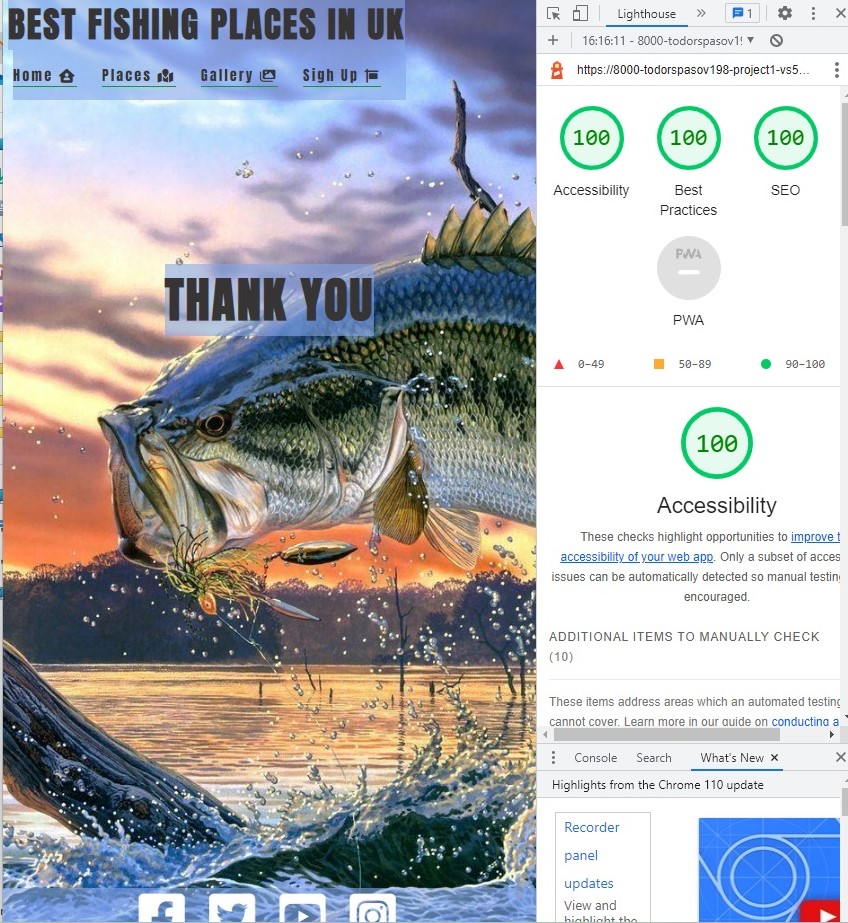 BEST FISHING PLACES IN UK
Home Places Gallery Sigh Up
THANK YOU
Lighthouse 1
16:16:11 - 8000-todorspasov19
https://8000-todorspasov198-project1-vs5...
100 100 100
Accessibility Best Practices SEO
PWA
PWA
0–49 50–89 90–100
100
Accessibility
These checks highlight opportunities to improve t
accessibility of your web app. Only a subset of acces
issues can be automatically detected so manual testing
encouraged.
ADDITIONAL ITEMS TO MANUALLY CHECK
(10)
These items address areas which an automated testing
cannot cover. Learn more in our guide on conducting a
Console Search What's New
Highlights from the Chrome 110 update
Recorder
panel
updates
View and
highlight the